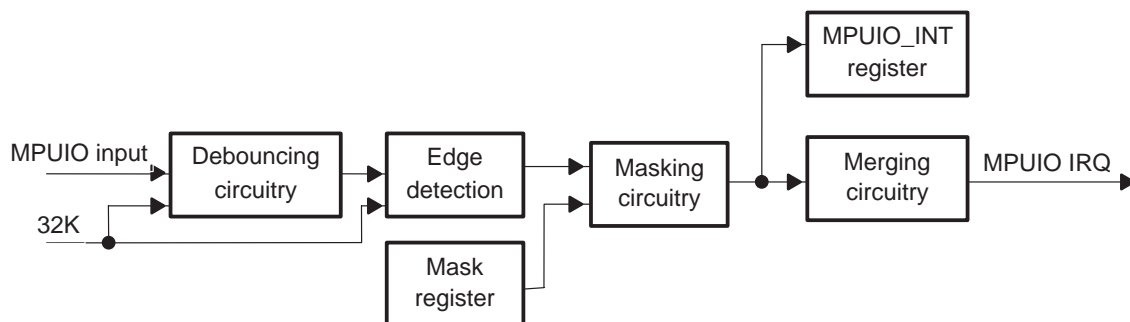 MPUIO_INT
register
MPUIO input
Debouncing
circuitry
Edge
detection
Masking
circuitry
Merging
circuitry
MPUIO IRQ
32K
Mask
register